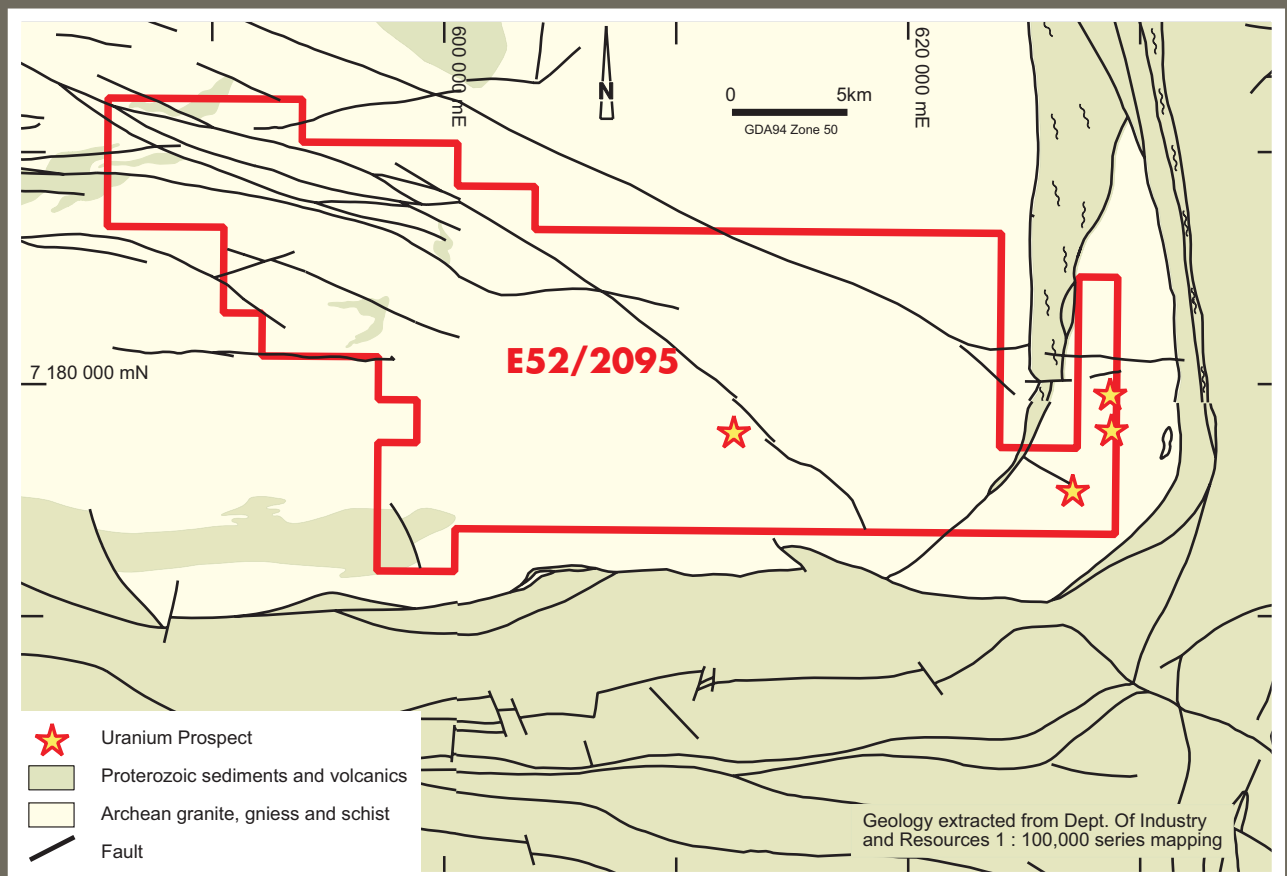 600 000 mE
620 000 mE
N
0 5km
GDA94 Zone 50
E52/2095
7 180 000 mN
Uranium Prospect
Proterozoic sediments and volcanics
Archean granite, gniess and schist
Fault
Geology extracted from Dept. Of Industry
and Resources 1 : 100,000 series mapping